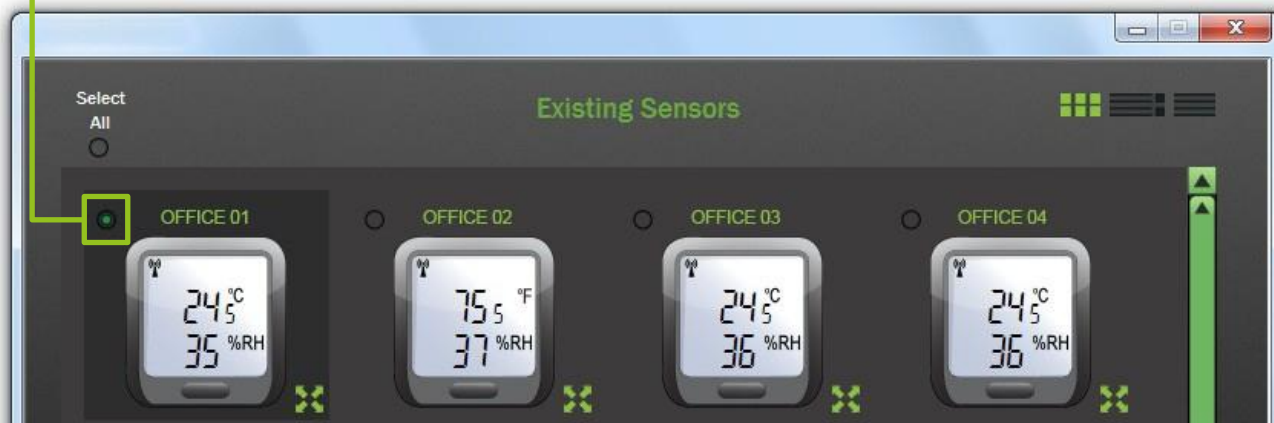 Select
All
Existing Sensors
OFFICE 01
OFFICE 02
OFFICE 03
OFFICE 04
24 5 °C
35 %RH
75 5 °F
37 %RH
24 5 °C
36 %RH
24 5 °C
36 %RH